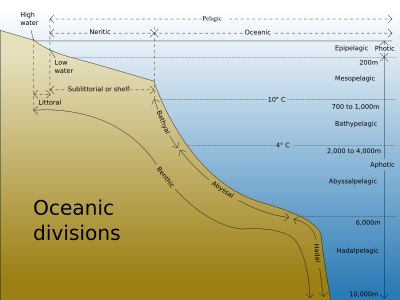 Pelagic
High
water
Neritic
Oceanic
Epipelagic
Photic
Low
water
200m
Mesopelagic
Sublittorial or shelf
Littoral
10° C
700 to 1,000m
Bathyal
Bathypelagic
4° C
2,000 to 4,000m
Aphotic
Benthic
Abyssal
Abyssalpelagic
Oceanic
divisions
6,000m
Hadal
Hadalpelagic
10,000m